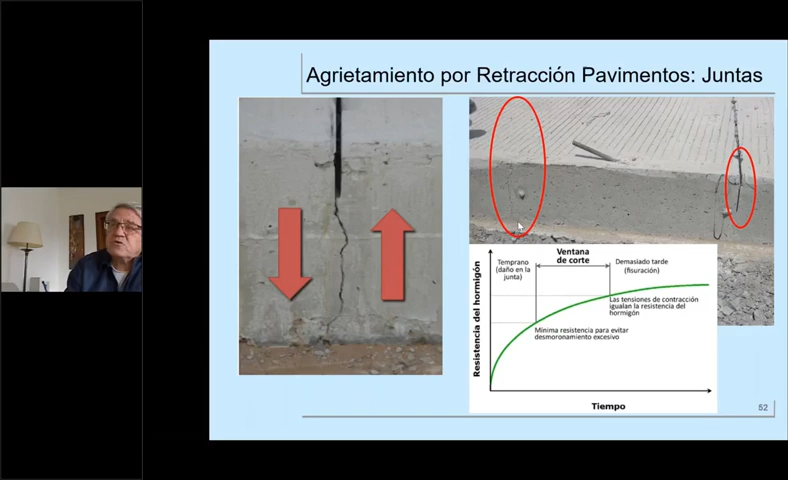 Agrietamiento por Retracción Pavimentos: Juntas
Temprano
(daño en la
junta)
Ventana
de corte
Demasiado tarde
(fisuración)
Las tensiones de contracción
igualan la resistencia del
hormigón
Mínima resistencia para evitar
desmoronamiento excesivo
Resistencia del hormigón
Tiempo
52